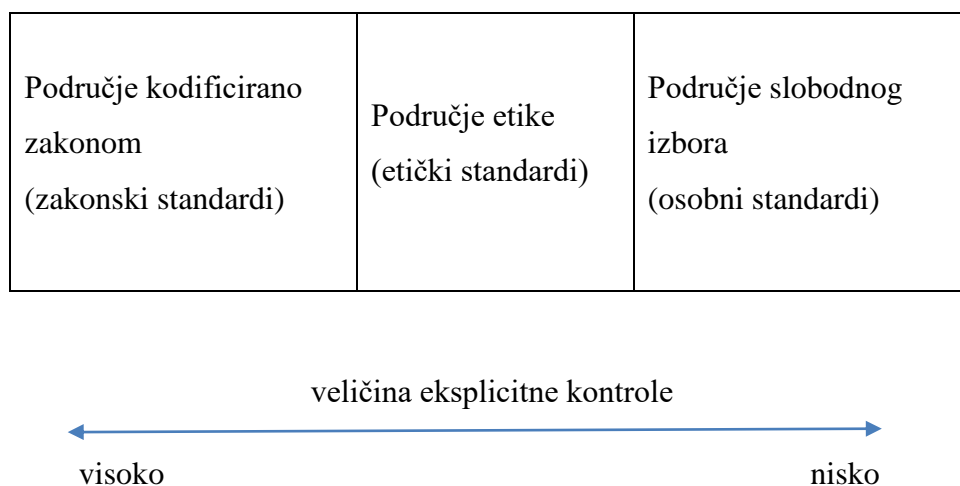 Područje kodificirano
zakonom
(zakonski standardi)
Područje etike
(etički standardi)
Područje slobodnog
izbora
(osobni standardi)
veličina eksplicitne kontrole
visoko
nisko